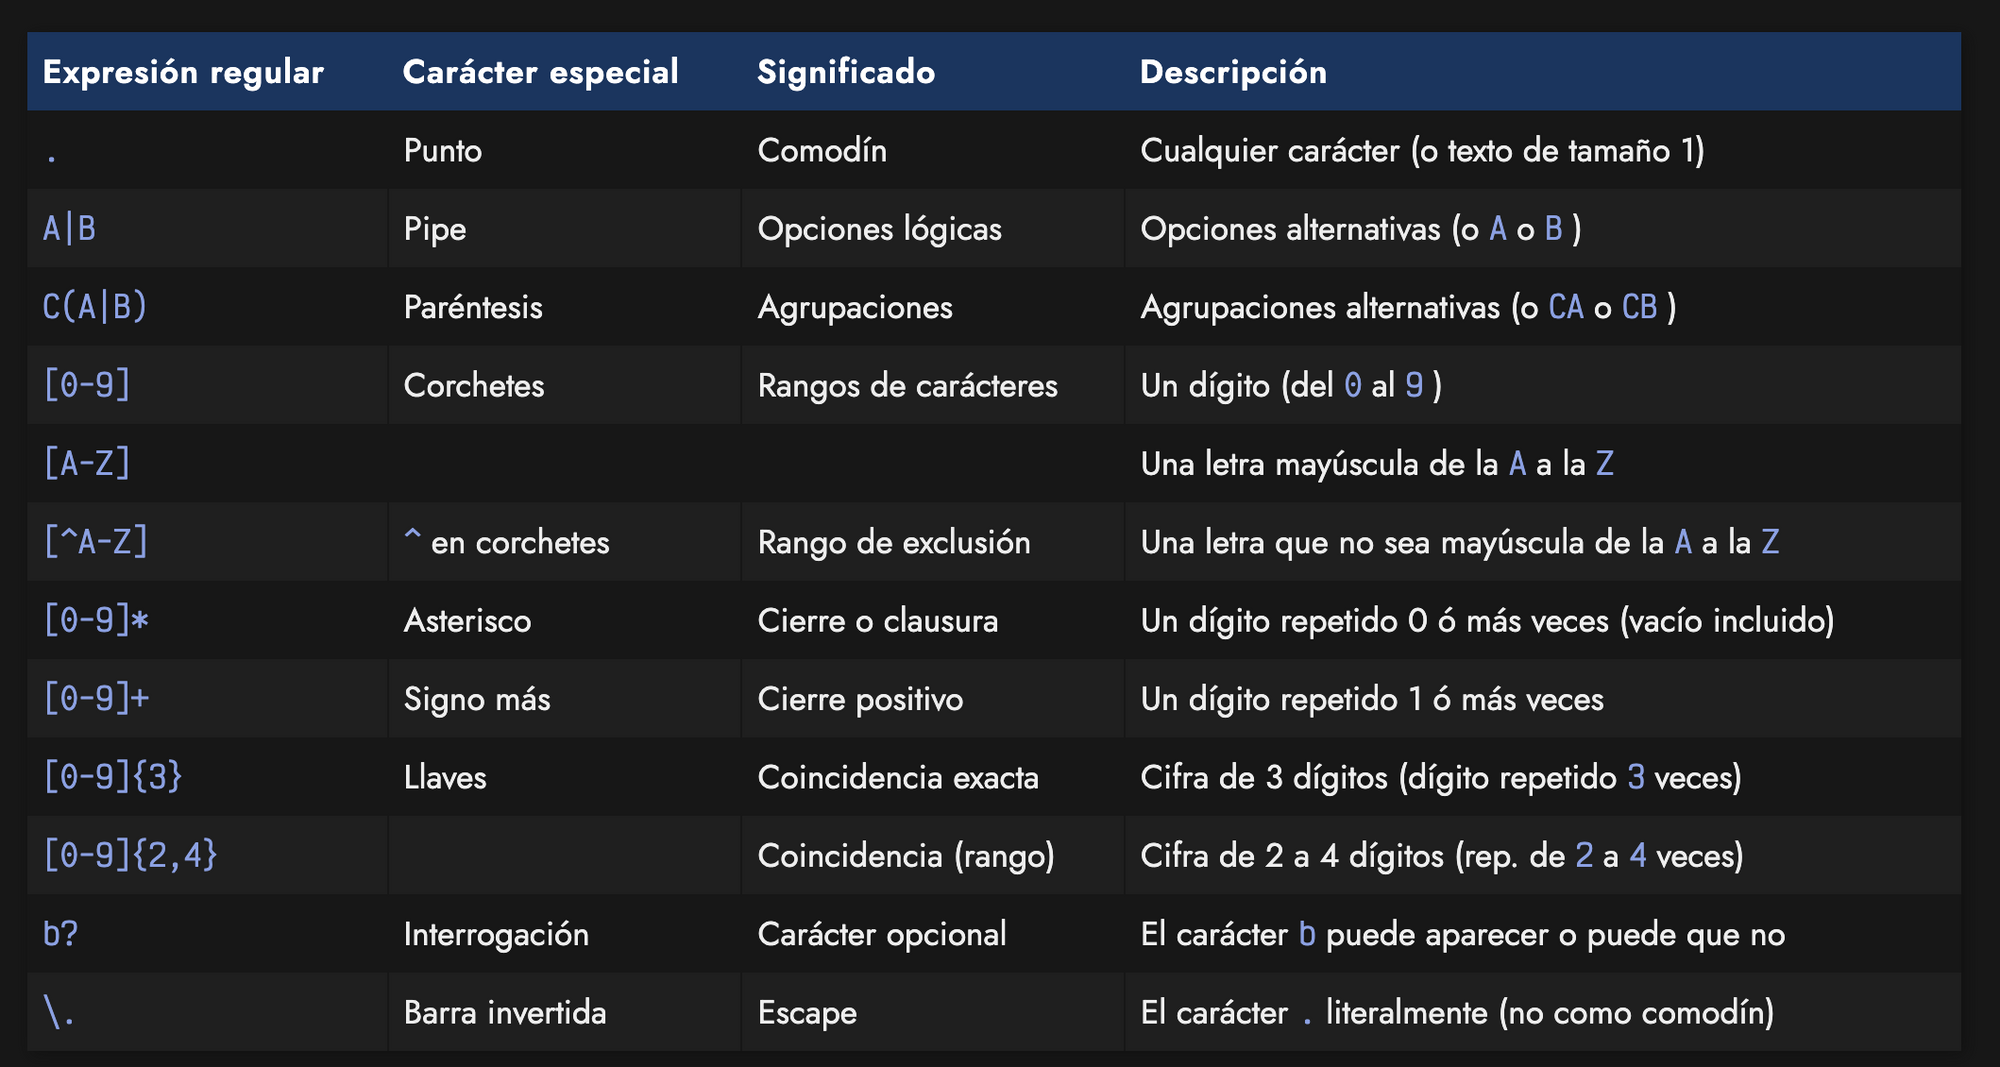 Expresión regular Carácter especial Significado Descripción
. Punto Comodín Cualquier carácter (o texto de tamaño 1)
A|B Pipe Opciones lógicas Opciones alternativas (o A o B )
C(A|B) Paréntesis Agrupaciones Agrupaciones alternativas (o CA o CB )
[0-9] Corchetes Rangos de carácteres Un dígito (del 0 al 9 )
[A-Z] Una letra mayúscula de la A a la Z
[^A-Z] ^ en corchetes Rango de exclusión Una letra que no sea mayúscula de la A a la Z
[0-9]* Asterisco Cierre o clausura Un dígito repetido 0 ó más veces (vacío incluido)
[0-9]+ Signo más Cierre positivo Un dígito repetido 1 ó más veces
[0-9]{3} Llaves Coincidencia exacta Cifra de 3 dígitos (dígito repetido 3 veces)
[0-9]{2,4} Coincidencia (rango) Cifra de 2 a 4 dígitos (rep. de 2 a 4 veces)
b? Interrogación Carácter opcional El carácter b puede aparecer o puede que no
\. Barra invertida Escape El carácter . literalmente (no como comodín)